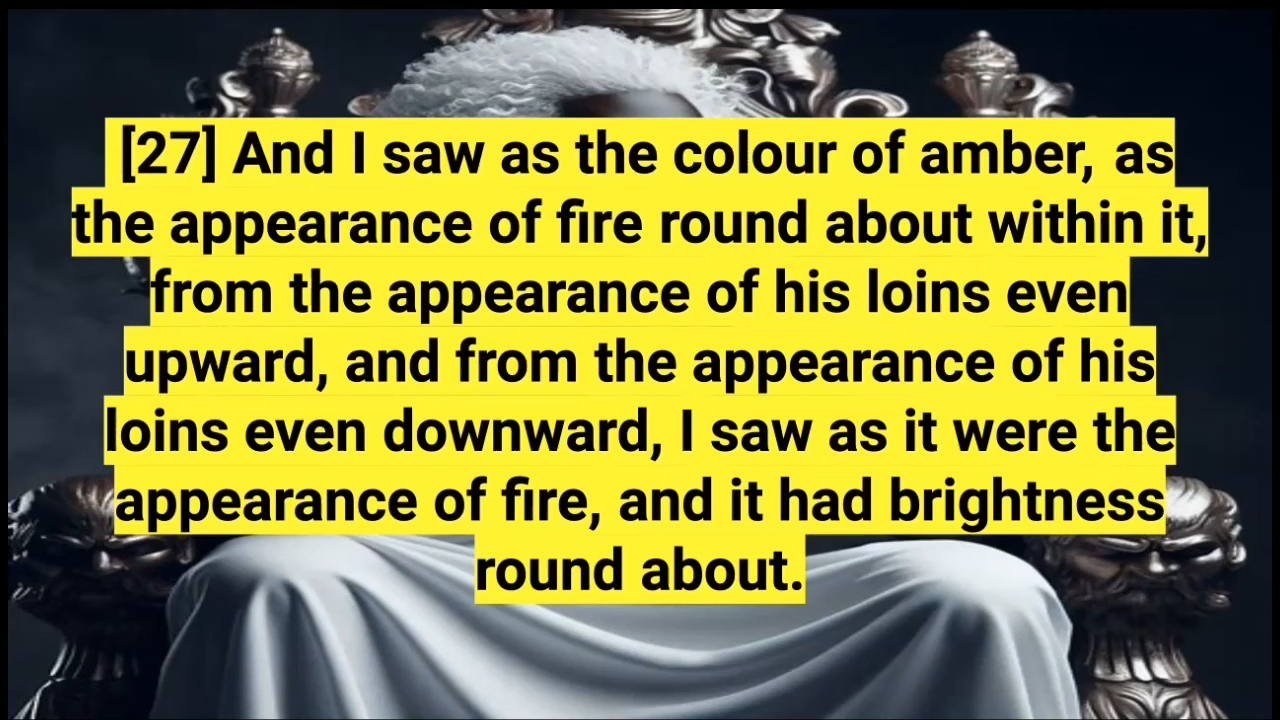 [27] And I saw as the colour of amber, as
the appearance of fire round about within it,
from the appearance of his loins even
upward, and from the appearance of his
loins even downward, I saw as it were the
appearance of fire, and it had brightness
round about.